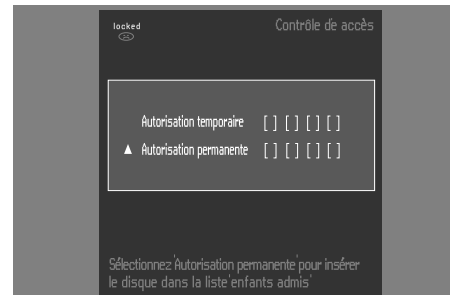 locked
Contrôle de accès
Autorisation temporaire [ ] [ ] [ ] [ ]
▲ Autorisation permanente [ ] [ ] [ ] [ ]
Sélectionnez 'Autorisation permanente' pour insérer
le disque dans la liste 'enfants admis'